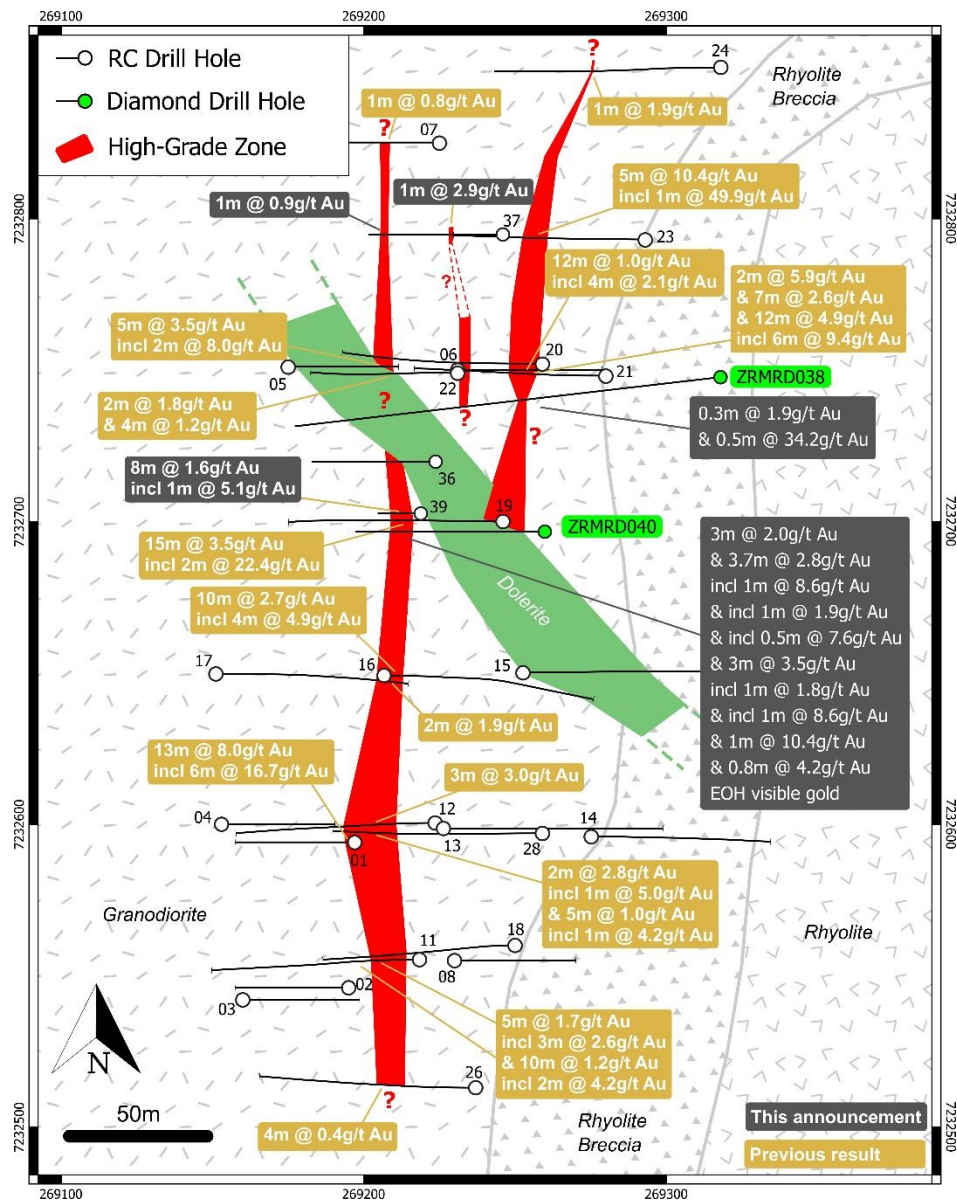 269100
269200
269300
RC Drill Hole
Diamond Drill Hole
High-Grade Zone
?
24
Rhyolite
Breccia
1m @ 0.8g/t Au
07
?
1m @ 1.9g/t Au
1m @ 0.9g/t Au
1m @ 2.9g/t Au
5m @ 10.4g/t Au
incl 1m @ 49.9g/t Au
7232800
7232800
37
23
12m @ 1.0g/t Au
incl 4m @ 2.1g/t Au
2m @ 5.9g/t Au
& 7m @ 2.6g/t Au
& 12m @ 4.9g/t Au
incl 6m @ 9.4g/t Au
?
5m @ 3.5g/t Au
incl 2m @ 8.0g/t Au
06
20
05
22
21
ZRMRD038
2m @ 1.8g/t Au
& 4m @ 1.2g/t Au
?
?
?
0.3m @ 1.9g/t Au
& 0.5m @ 34.2g/t Au
8m @ 1.6g/t Au
incl 1m @ 5.1g/t Au
36
39
19
ZRMRD040
7232700
7232700
15m @ 3.5g/t Au
incl 2m @ 22.4g/t Au
3m @ 2.0g/t Au
& 3.7m @ 2.8g/t Au
incl 1m @ 8.6g/t Au
& incl 1m @ 1.9g/t Au
& incl 0.5m @ 7.6g/t Au
& 3m @ 3.5g/t Au
incl 1m @ 1.8g/t Au
& incl 1m @ 8.6g/t Au
& 1m @ 10.4g/t Au
& 0.8m @ 4.2g/t Au
EOH visible gold
Dolerite
10m @ 2.7g/t Au
incl 4m @ 4.9g/t Au
17
16
15
2m @ 1.9g/t Au
13m @ 8.0g/t Au
incl 6m @ 16.7g/t Au
3m @ 3.0g/t Au
04
12
14
7232600
7232600
01
13
28
2m @ 2.8g/t Au
incl 1m @ 5.0g/t Au
& 5m @ 1.0g/t Au
incl 1m @ 4.2g/t Au
Granodiorite
Rhyolite
11
18
08
02
03
5m @ 1.7g/t Au
incl 3m @ 2.6g/t Au
& 10m @ 1.2g/t Au
incl 2m @ 4.2g/t Au
N
26
?
50m
4m @ 0.4g/t Au
Rhyolite
Breccia
This announcement
Previous result
7232500
7232500
269100
269200
269300